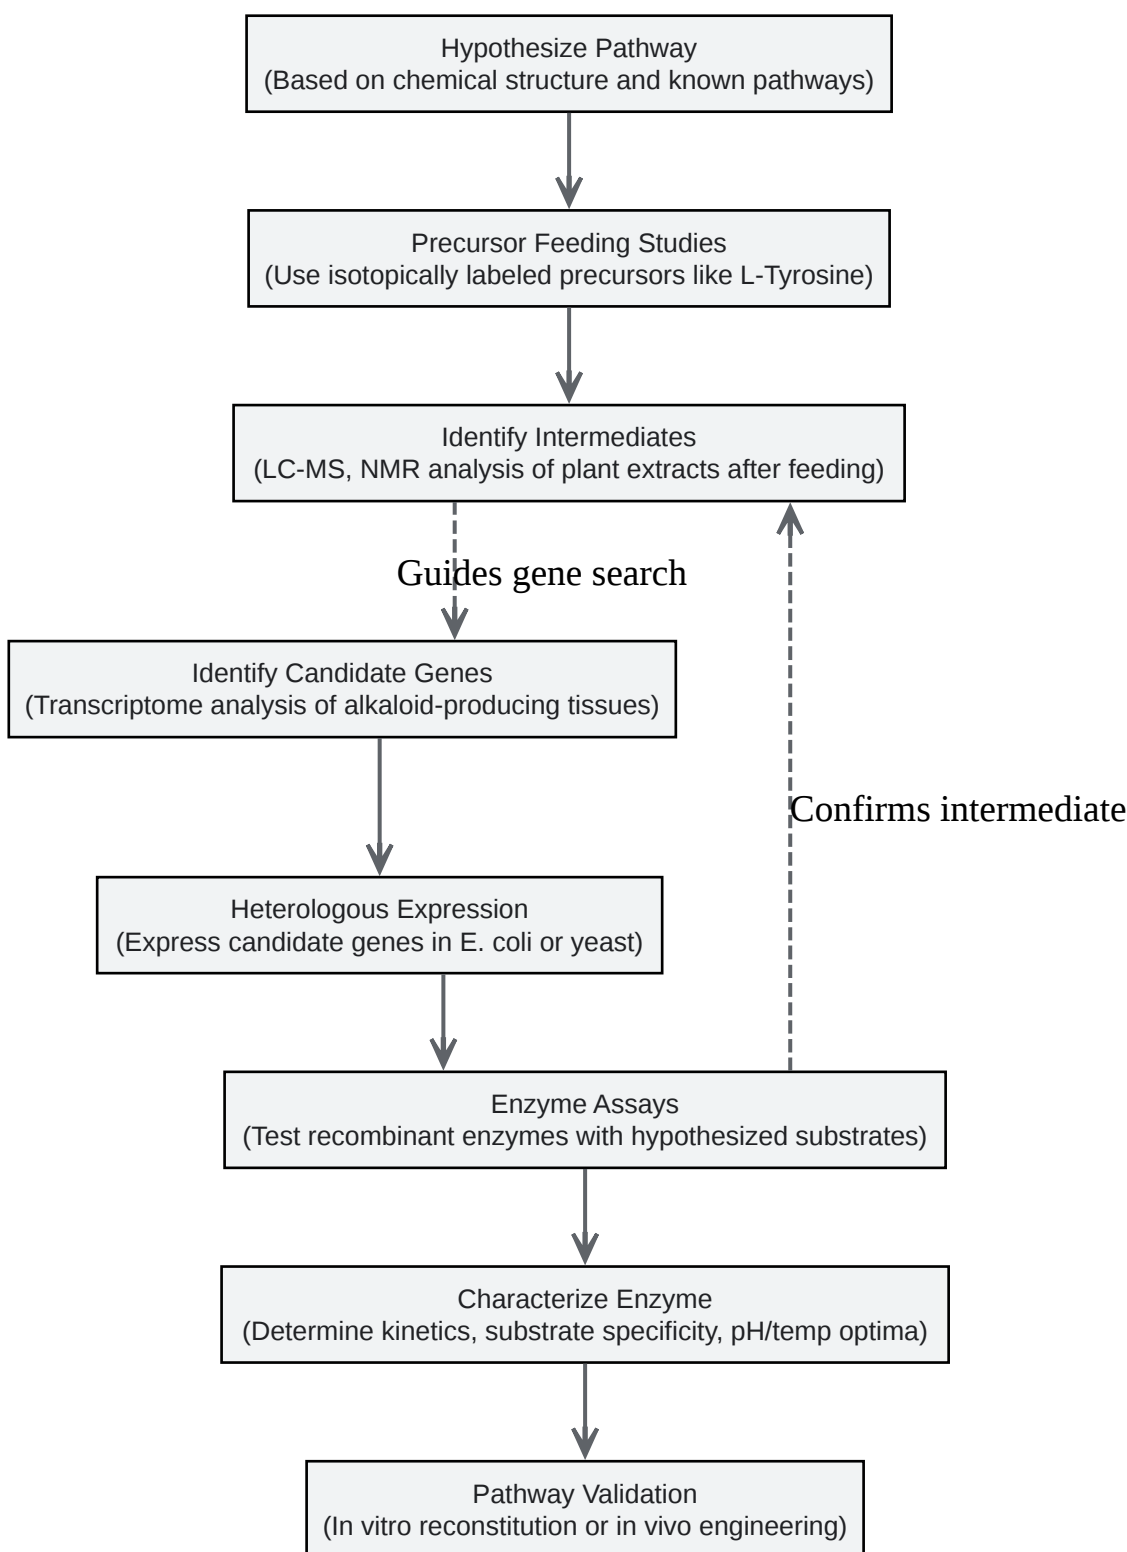 Hypothesize Pathway
(Based on chemical structure and known pathways)
Precursor Feeding Studies
(Use isotopically labeled precursors like L-Tyrosine)
Identify Intermediates
(LC-MS, NMR analysis of plant extracts after feeding)
Guides gene search
Identify Candidate Genes
(Transcriptome analysis of alkaloid-producing tissues)
Confirms intermediate
Heterologous Expression
(Express candidate genes in E. coli or yeast)
Enzyme Assays
(Test recombinant enzymes with hypothesized substrates)
Characterize Enzyme
(Determine kinetics, substrate specificity, pH/temp optima)
Pathway Validation
(In vitro reconstitution or in vivo engineering)